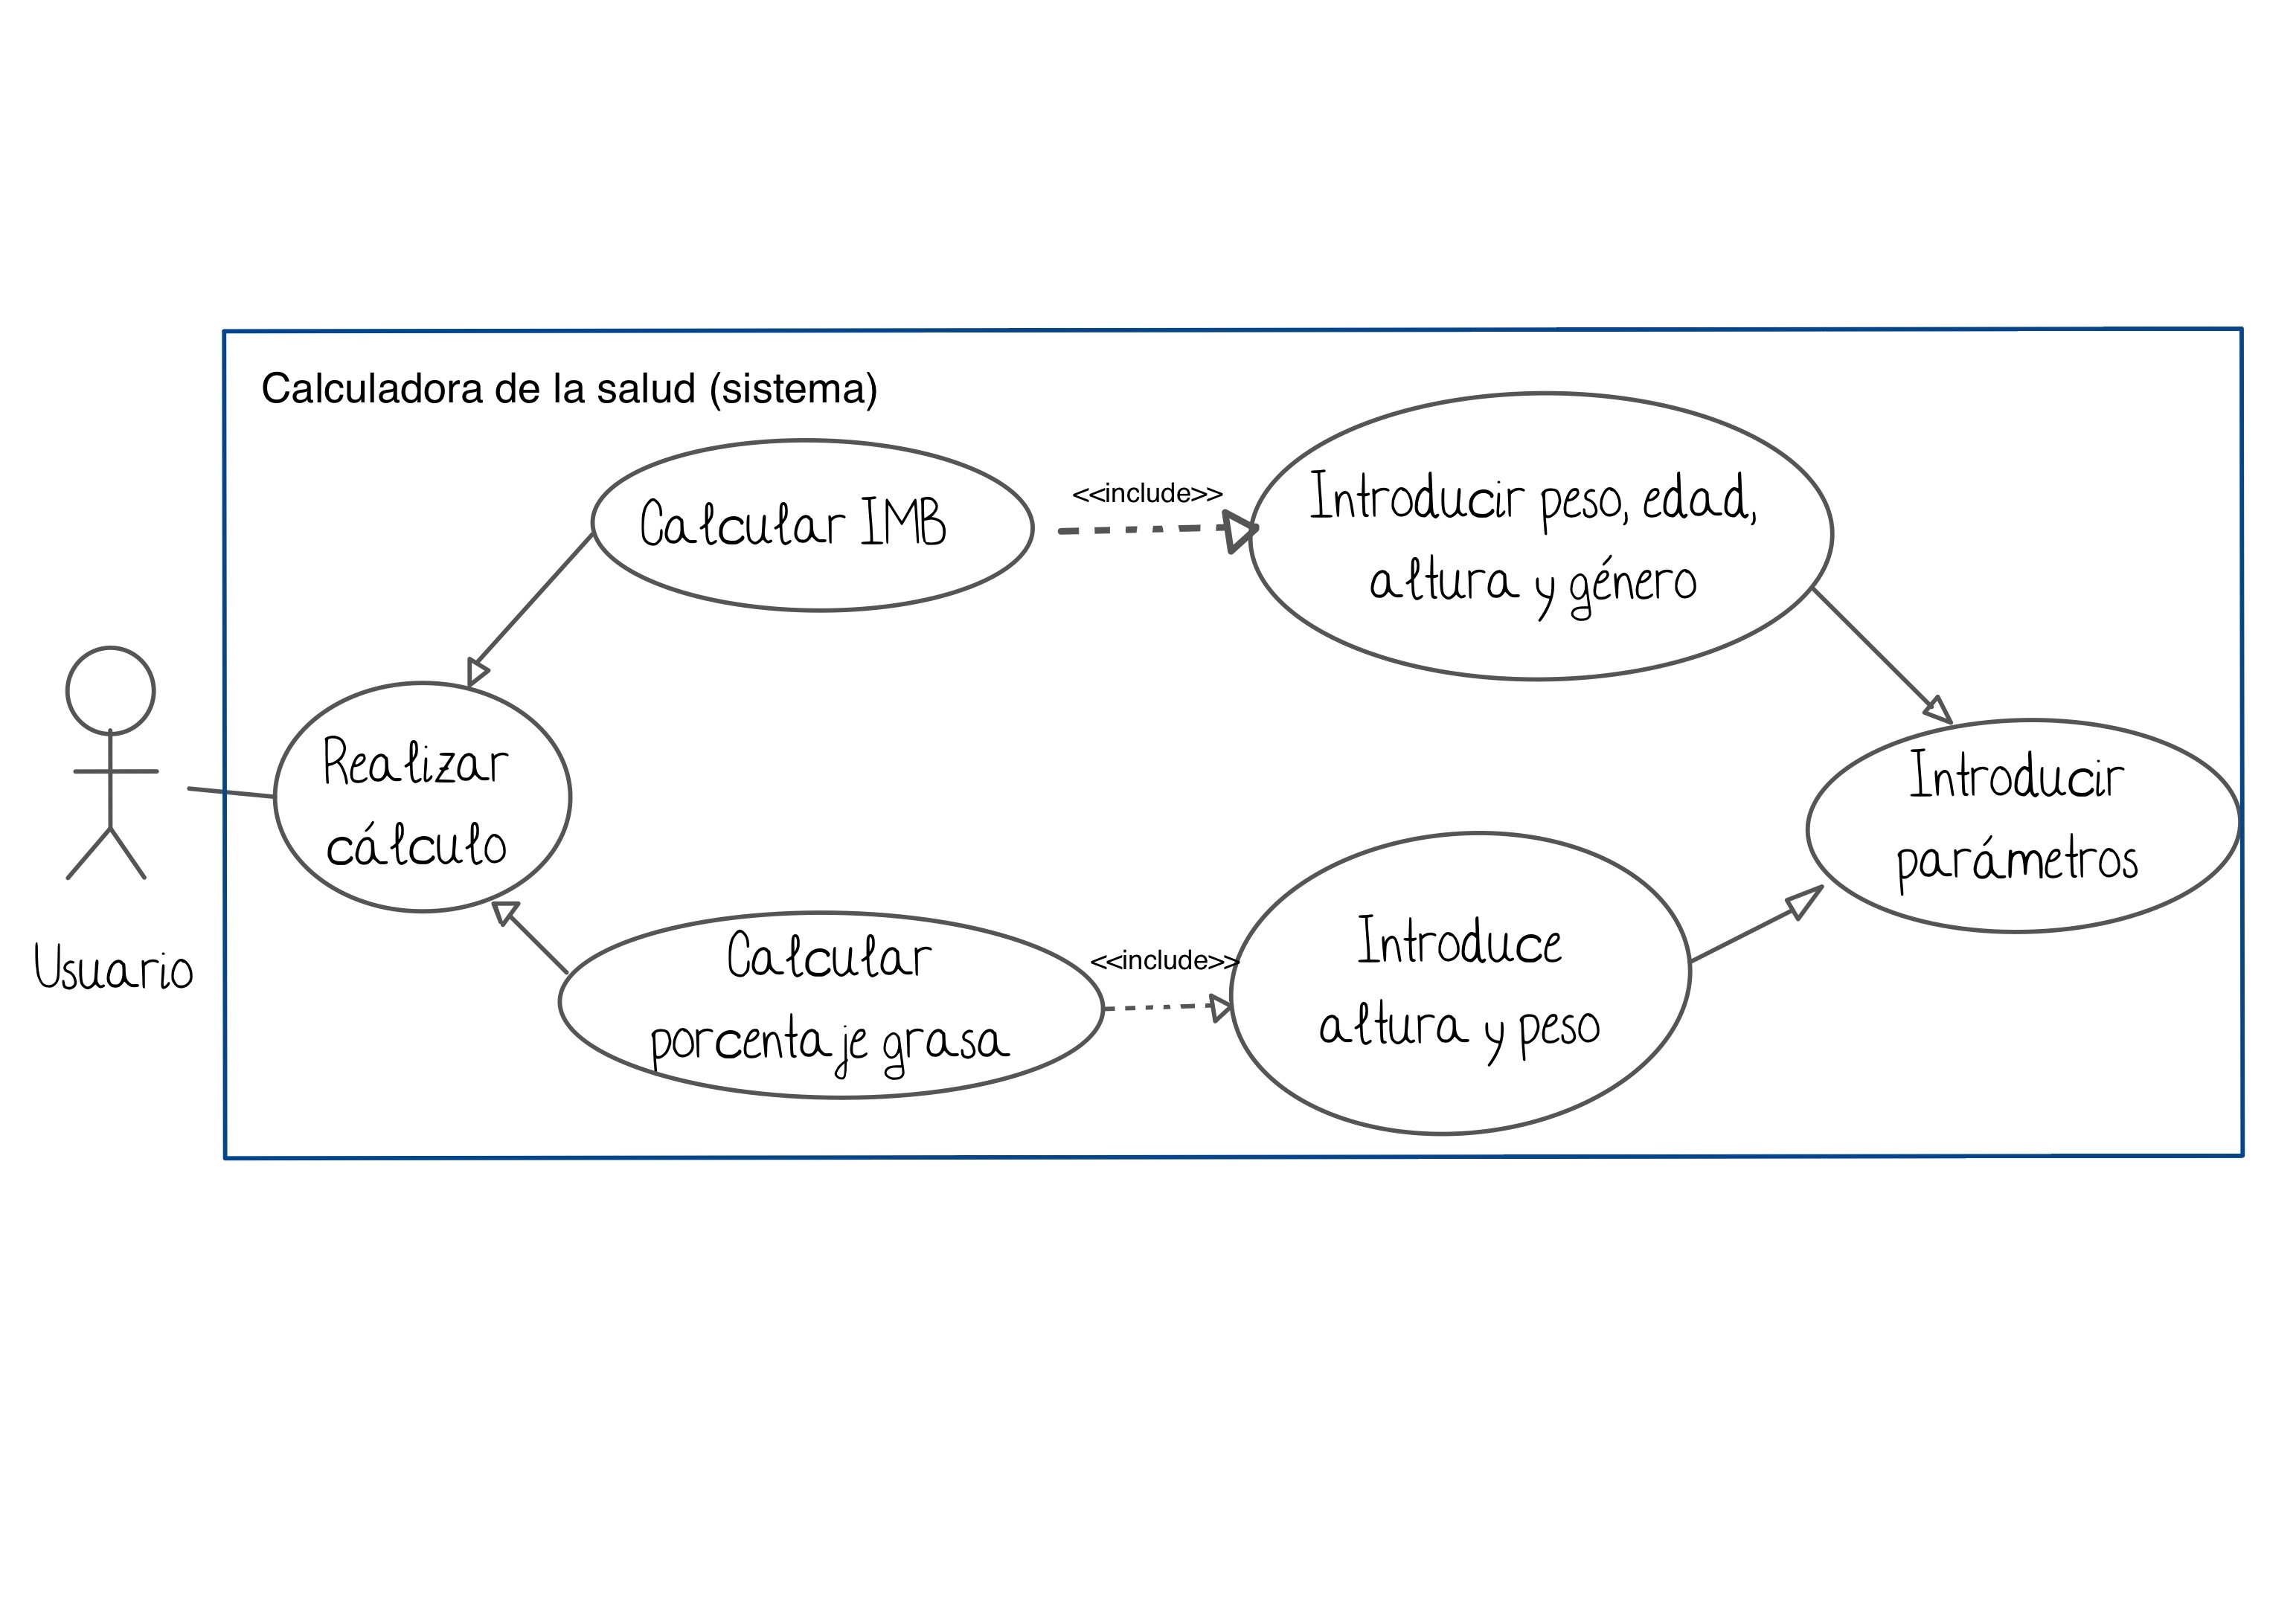 Calculadora de la salud (sistema)
Calcular IMB
<<include>>
Introducir peso, edad,
altura y género
Realizar
cálculo
Usuario
Introducir
parámetros
Calcular
porcentaje grasa
<<include>>
Introduce
altura y peso